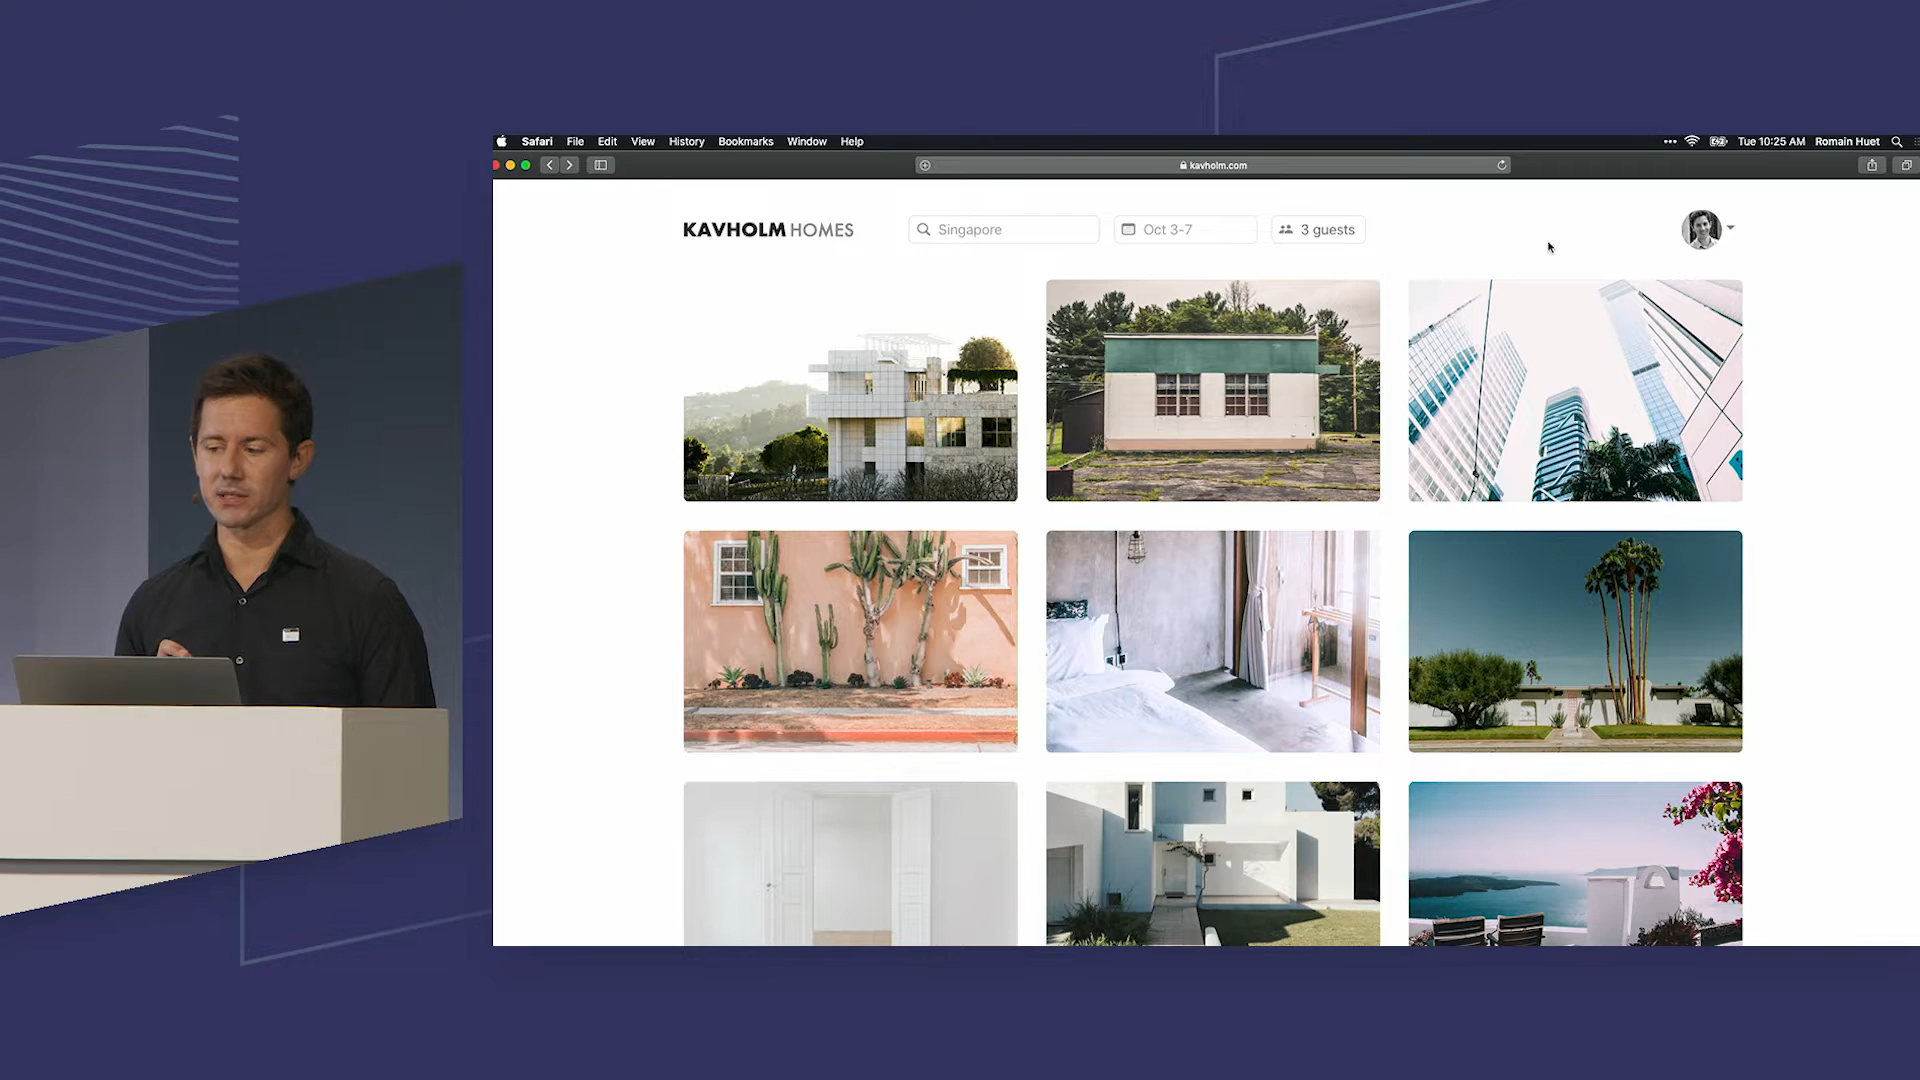 Safari File Edit View History Bookmarks Window Help
Tue 10:25 AM Romain Huet
kavholm.com
KAVHOLM HOMES
Singapore
Oct 3-7
3 guests